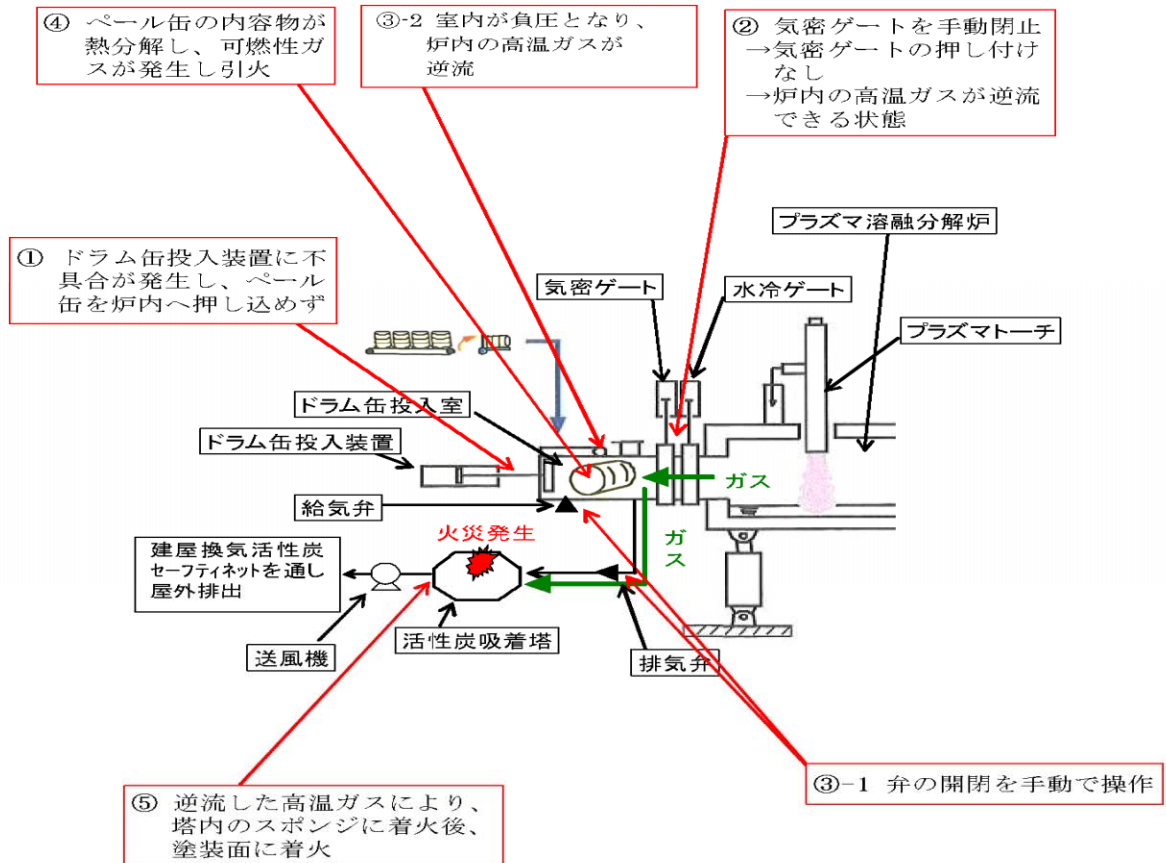 ④ ペール缶の内容物が
熱分解し、可燃性ガ
スが発生し引火
③-2 室内が負圧となり、
炉内の高温ガスが
逆流
② 気密ゲートを手動閉止
→気密ゲートの押し付け
なし
→炉内の高温ガスが逆流
できる状態
① ドラム缶投入装置に不
具合が発生し、ペール
缶を炉内へ押し込めず
プラズマ溶融分解炉
気密ゲート
水冷ゲート
プラズマトーチ
ドラム缶投入室
ドラム缶投入装置
ガス
給気弁
火災発生
ガス
建屋換気活性炭
セーフティネットを通し
屋外排出
活性炭吸着塔
送風機
排気弁
③-1 弁の開閉を手動で操作
⑤ 逆流した高温ガスにより、
塔内のスポンジに着火後、
塗装面に着火